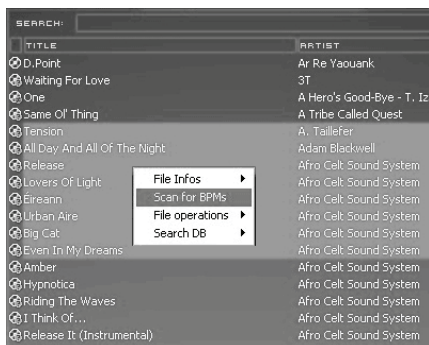 SEARCH:
TITLE ARTIST
D.Point Ar Re Yaouank
Waiting For Love 3T
One A Hero's Good-Bye - T. Iz
Same Ol' Thing A Tribe Called Quest
Tension A. Taillefer
All Day And All Of The Night Adam Blackwell
Release Afro Celt Sound System
Lovers Of Light Afro Celt Sound System
Eireann Afro Celt Sound System
Urban Aire Afro Celt Sound System
Big Cat Afro Celt Sound System
Even In My Dreams Afro Celt Sound System
Amber Afro Celt Sound System
Hypnotica Afro Celt Sound System
Riding The Waves Afro Celt Sound System
I Think Of... Afro Celt Sound System
Release It (Instrumental) Afro Celt Sound System
File Infos
Scan for BPMs
File operations
Search DB